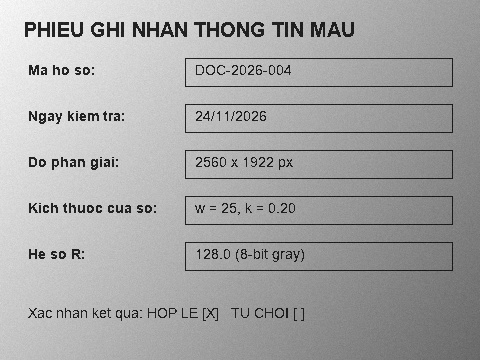 PHIEU GHI NHAN THONG TIN MAU
Ma ho so: DOC-2026-004
Ngay kiem tra: 24/11/2026
Do phan giai: 2560 x 1922 px
Kich thuoc cua so: w = 25, k = 0.20
He so R: 128.0 (8-bit gray)
Xac nhan ket qua: HOP LE [X] TU CHOI [ ]